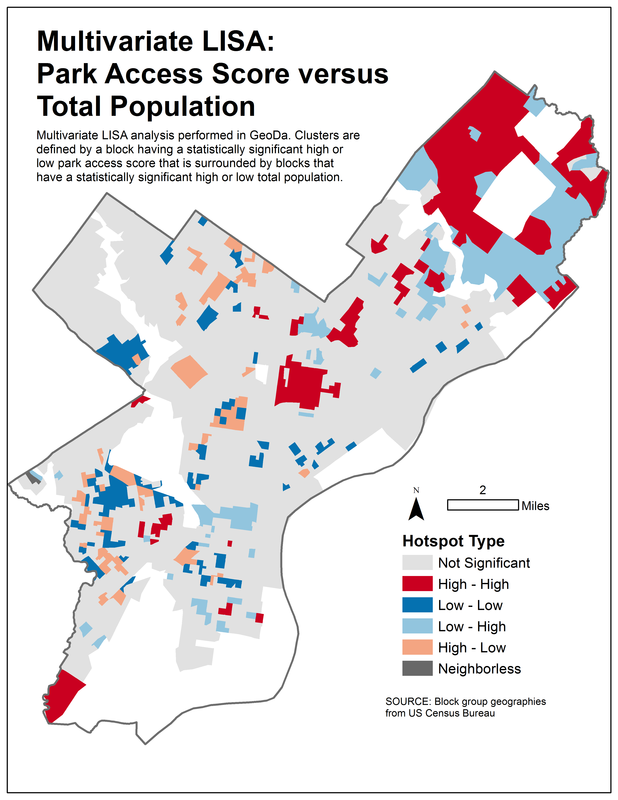 Multivariate LISA:
Park Access Score versus
Total Population
Multivariate LISA analysis performed in GeoDa. Clusters are
defined by a block having a statistically significant high or
low park access score that is surrounded by blocks that
have a statistically significant high or low total population.
N
2
Miles
Hotspot Type
Not Significant
High - High
Low - Low
Low - High
High - Low
Neighborless
SOURCE: Block group geographies
from US Census Bureau